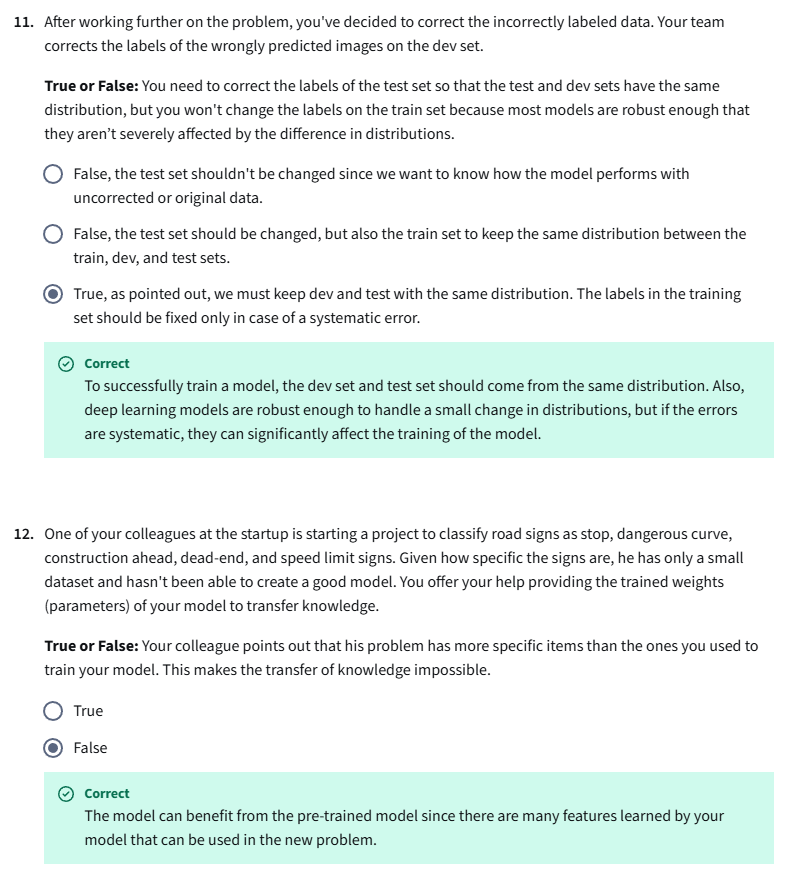 11. After working further on the problem, you've decided to correct the incorrectly labeled data. Your team
corrects the labels of the wrongly predicted images on the dev set.
True or False: You need to correct the labels of the test set so that the test and dev sets have the same
distribution, but you won't change the labels on the train set because most models are robust enough that
they aren’t severely affected by the difference in distributions.
False, the test set shouldn't be changed since we want to know how the model performs with
uncorrected or original data.
False, the test set should be changed, but also the train set to keep the same distribution between the
train, dev, and test sets.
True, as pointed out, we must keep dev and test with the same distribution. The labels in the training
set should be fixed only in case of a systematic error.
Correct
To successfully train a model, the dev set and test set should come from the same distribution. Also,
deep learning models are robust enough to handle a small change in distributions, but if the errors
are systematic, they can significantly affect the training of the model.
12. One of your colleagues at the startup is starting a project to classify road signs as stop, dangerous curve,
construction ahead, dead-end, and speed limit signs. Given how specific the signs are, he has only a small
dataset and hasn't been able to create a good model. You offer your help providing the trained weights
(parameters) of your model to transfer knowledge.
True or False: Your colleague points out that his problem has more specific items than the ones you used to
train your model. This makes the transfer of knowledge impossible.
True
False
Correct
The model can benefit from the pre-trained model since there are many features learned by your
model that can be used in the new problem.